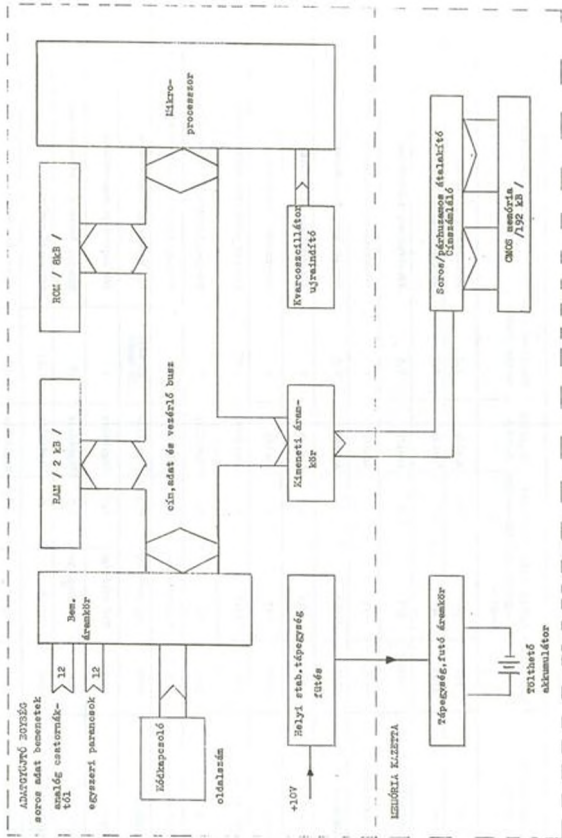 ADATGYŰJTŐ EGYSÉG
soros adat bemenetek
analóg csatornák-
tól
12
egyszeri parancsok
12
Bem.
áramkör
Kódkapcsoló
oldalszám
RAM / 2 kB /
ROM / 8kB /
Mikro-
processzor
cím,adat és vezérlő busz
Kvarcoszcillátor
ujraindító
Kimeneti áram-
kör
+10V
Helyi stab.tápegység
fűtés
MEMÓRIA KAZETTA
Tápegység,futó áramkör
Tölthető
akkumulátor
Soros/párhuzamos átalakító
Címszámláló
CMOS memória
/192 kB /